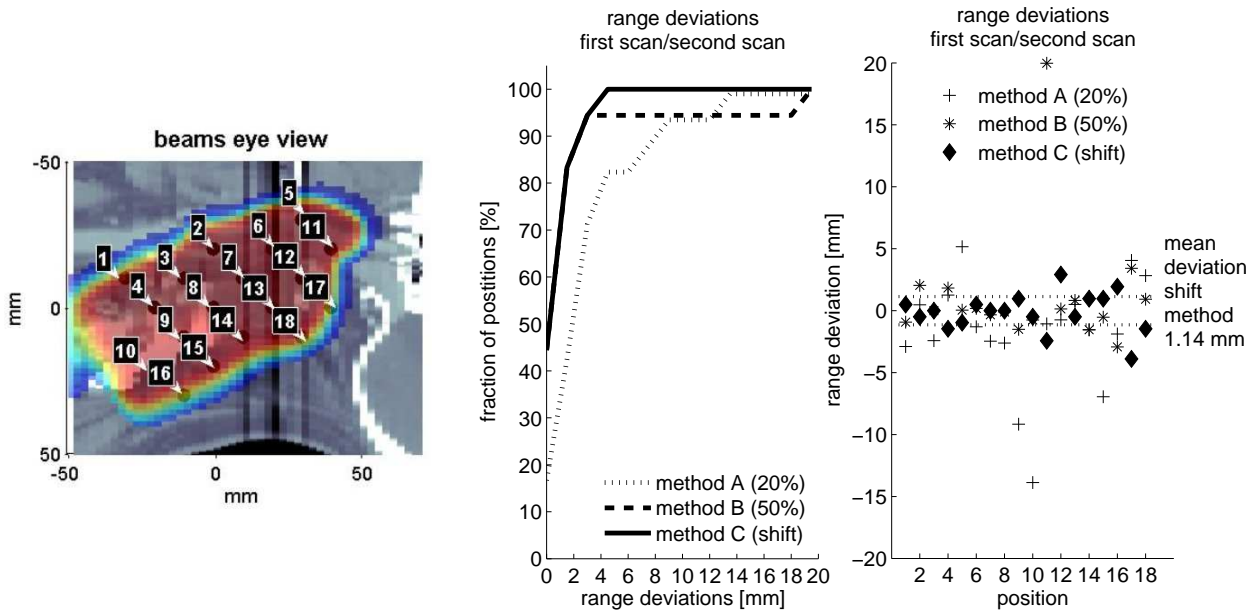 beams eye view
-50
0
50
mm
-50
0
50
mm
1
2
3
4
5
6
7
8
9
10
11
12
13
14
15
16
17
18
range deviations
first scan/second scan
100
90
80
70
60
50
40
30
20
10
0
fraction of postitions [%]
method A (20%)
method B (50%)
method C (shift)
0 2 4 6 8 10 12 14 16 18 20
range deviations [mm]
range deviations
first scan/second scan
20
15
10
5
0
−5
−10
−15
−20
range deviation [mm]
method A (20%)
method B (50%)
method C (shift)
mean
deviation
shift
method
1.14 mm
2 4 6 8 10 12 14 16 18
position